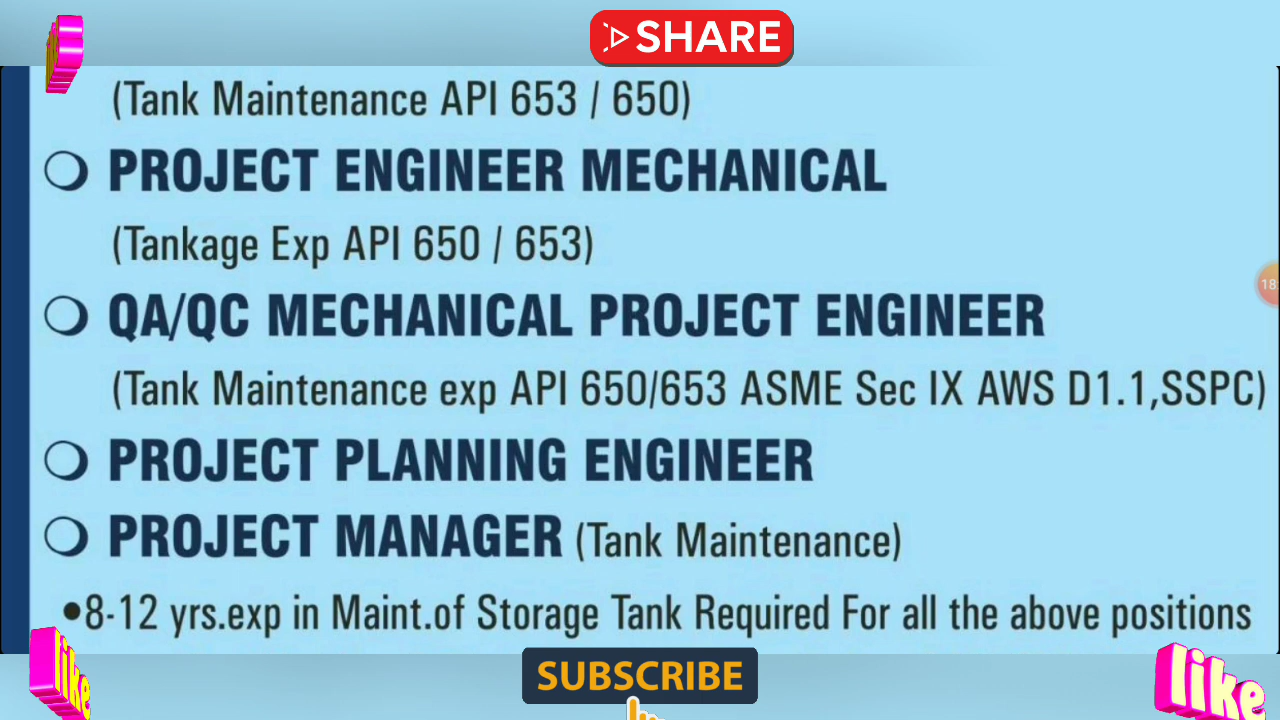 SHARE
(Tank Maintenance API 653 / 650)
PROJECT ENGINEER MECHANICAL
(Tankage Exp API 650 / 653)
QA/QC MECHANICAL PROJECT ENGINEER
18
(Tank Maintenance exp API 650/653 ASME Sec IX AWS D1.1,SSPC)
PROJECT PLANNING ENGINEER
PROJECT MANAGER (Tank Maintenance)
•8-12 yrs.exp in Maint.of Storage Tank Required For all the above positions
like
SUBSCRIBE
like